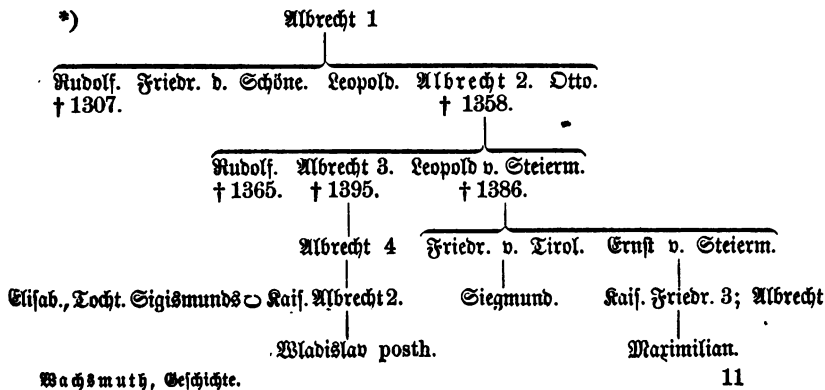 *) Albrecht 1
Rudolf. Friedr. d. Schöne. Leopold. Albrecht 2. Otto.
† 1307. † 1358.
Rudolf. Albrecht 3. Leopold v. Steierm.
† 1365. † 1395. † 1386.
Albrecht 4 Friedr. v. Tirol. Ernst v. Steierm.
Elisab., Tocht. Sigismunds ‿ Kais. Albrecht 2. Siegmund. Kais. Friedr. 3; Albrecht
Wladislav posth. Maximilian.
Wachsmuth, Geschichte. 11